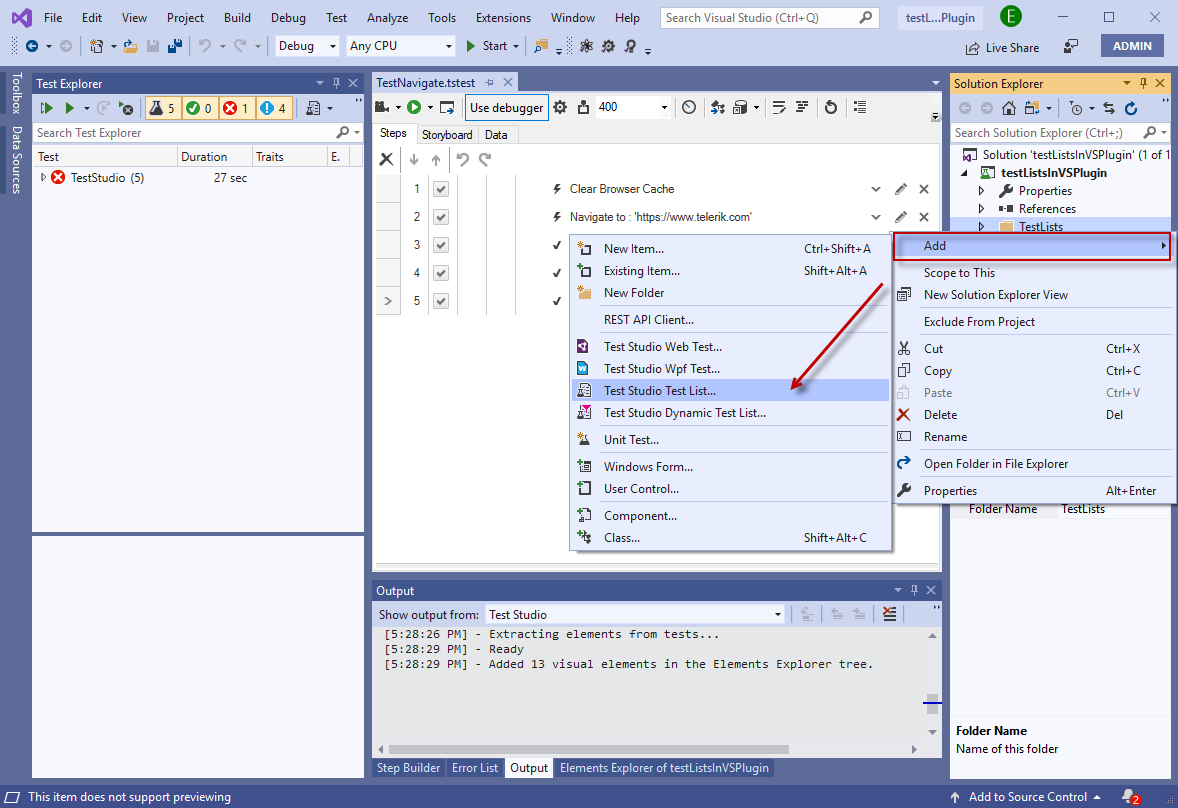 File Edit View Project Build Debug Test Analyze Tools Extensions Window Help Search Visual Studio (Ctrl+Q) testL...Plugin E
Debug Any CPU Start Live Share ADMIN
Toolbox
Data Sources
Test Explorer
5 0 1 4
Search Test Explorer
Test Duration Traits E.
TestStudio (5) 27 sec
TestNavigate.tstest
Use debugger 400
Steps Storyboard Data
1 Clear Browser Cache
2 Navigate to : 'https://www.telerik.com'
3
4
5
New Item... Ctrl+Shift+A
Existing Item... Shift+Alt+A
New Folder
REST API Client...
Test Studio Web Test...
Test Studio Wpf Test...
Test Studio Test List...
Test Studio Dynamic Test List...
Unit Test...
Windows Form...
User Control...
Component...
Class... Shift+Alt+C
Solution Explorer
Search Solution Explorer (Ctrl+;)
Solution 'testListsInVSPlugin' (1 of 1
testListsInVSPlugin
Properties
References
TestLists
Add
Scope to This
New Solution Explorer View
Exclude From Project
Cut Ctrl+X
Copy Ctrl+C
Paste Ctrl+V
Delete Del
Rename
Open Folder in File Explorer
Properties Alt+Enter
Folder Name TestLists
Folder Name
Name of this folder
Output
Show output from: Test Studio
[5:28:26 PM] - Extracting elements from tests...
[5:28:29 PM] - Ready
[5:28:29 PM] - Added 13 visual elements in the Elements Explorer tree.
Step Builder Error List Output Elements Explorer of testListsInVSPlugin
This item does not support previewing Add to Source Control 2